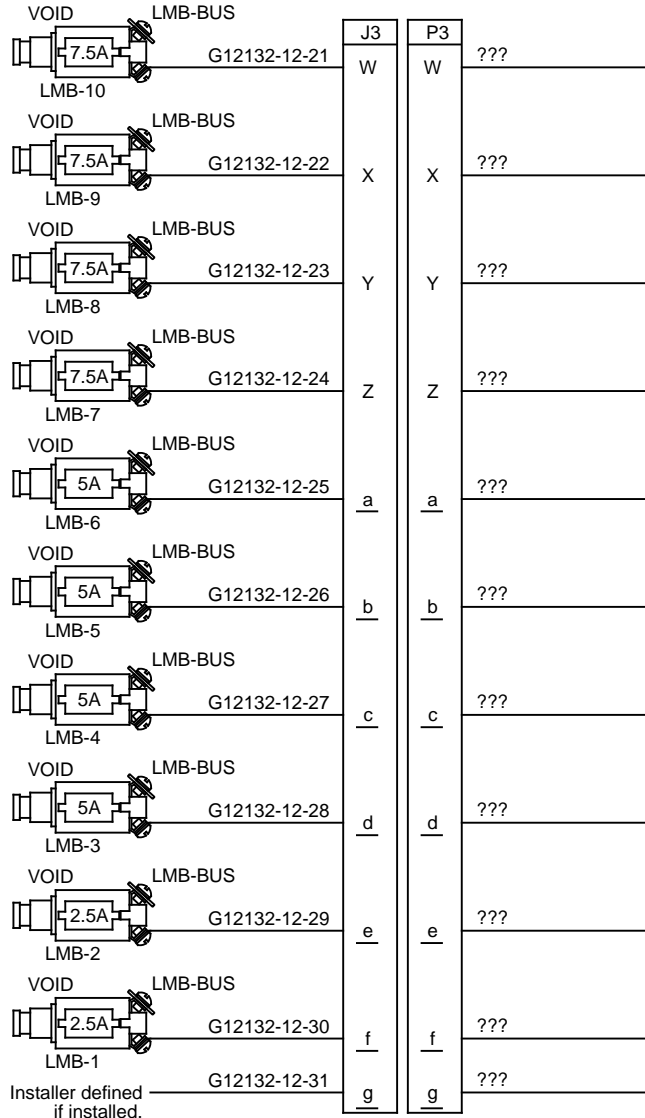 VOID LMB-BUS J3 P3
7.5A G12132-12-21 W W ???
LMB-10
VOID LMB-BUS
7.5A G12132-12-22 X X ???
LMB-9
VOID LMB-BUS
7.5A G12132-12-23 Y Y ???
LMB-8
VOID LMB-BUS
7.5A G12132-12-24 Z Z ???
LMB-7
VOID LMB-BUS
5A G12132-12-25 a a ???
LMB-6
VOID LMB-BUS
5A G12132-12-26 b b ???
LMB-5
VOID LMB-BUS
5A G12132-12-27 c c ???
LMB-4
VOID LMB-BUS
5A G12132-12-28 d d ???
LMB-3
VOID LMB-BUS
2.5A G12132-12-29 e e ???
LMB-2
VOID LMB-BUS
2.5A G12132-12-30 f f ???
LMB-1
Installer defined G12132-12-31 g g ???
if installed.